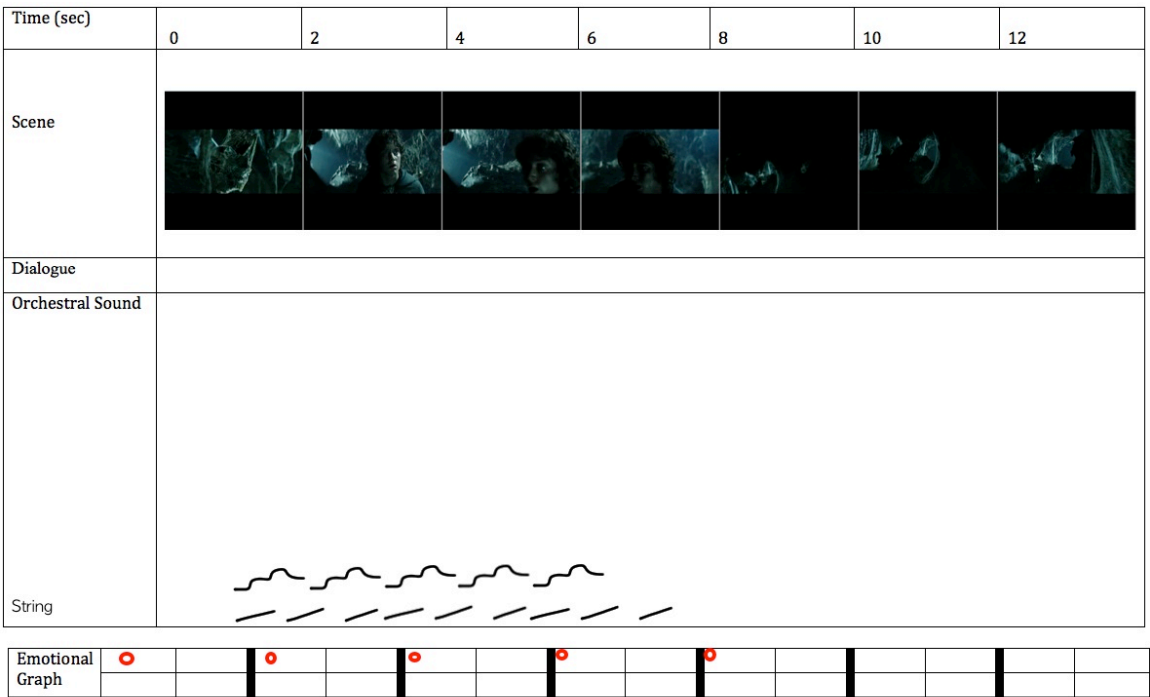 Time (sec)
0 2 4 6 8 10 12
Scene
Dialogue
Orchestral Sound
String
Emotional
Graph